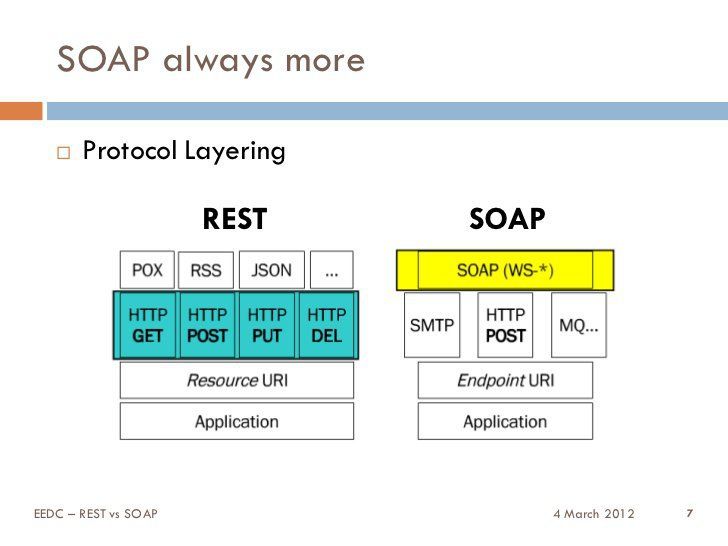 SOAP always more
Protocol Layering
REST
POX RSS JSON ...
HTTP GET HTTP POST HTTP PUT HTTP DEL
Resource URI
Application
SOAP
SOAP (WS-*)
SMTP HTTP POST MQ...
Endpoint URI
Application
EEDC – REST vs SOAP
4 March 2012
7